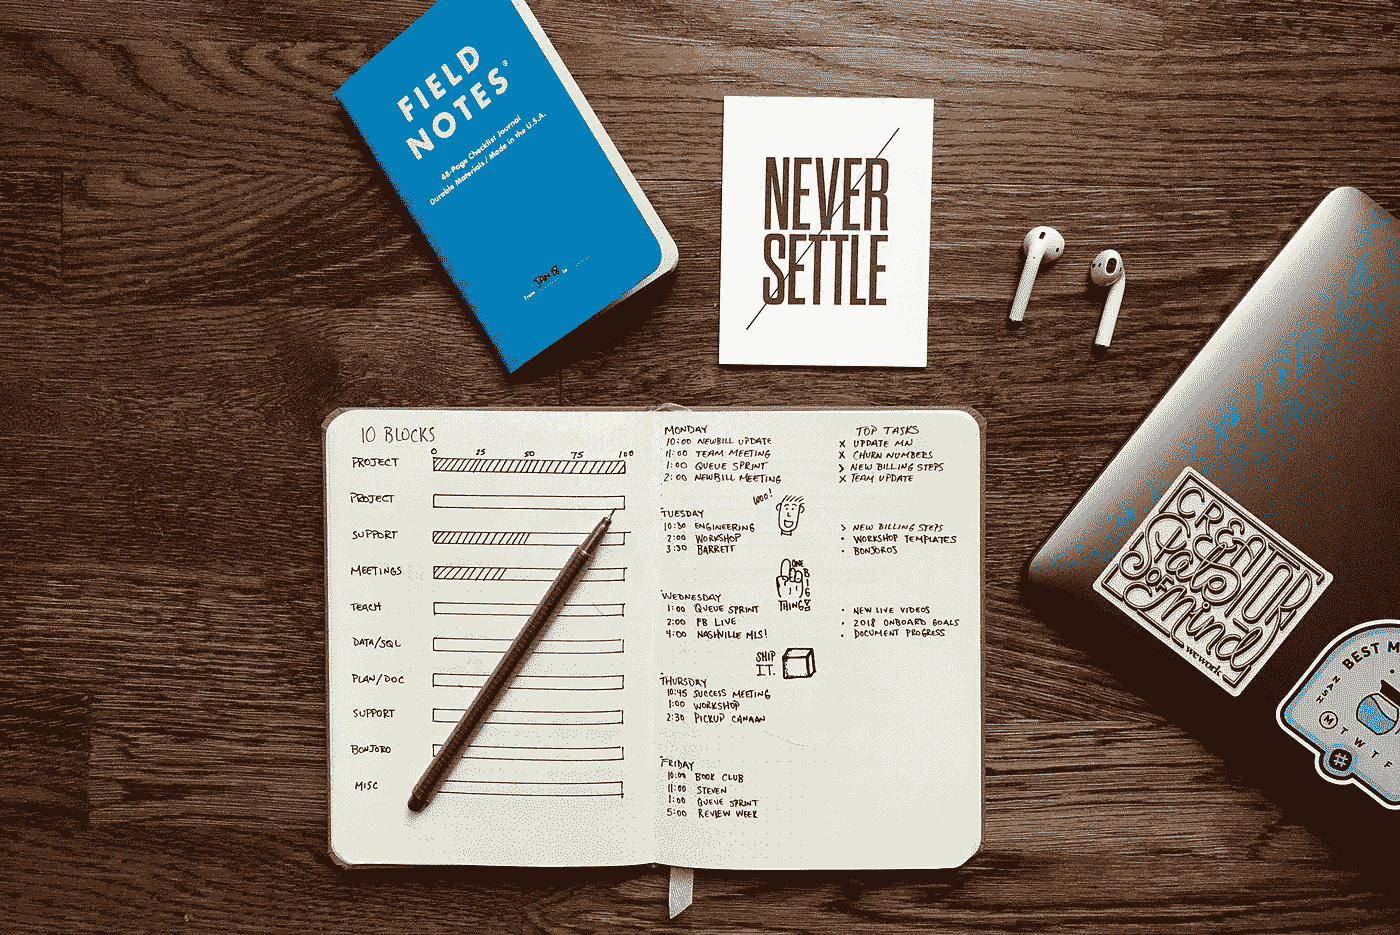 FIELD
NOTES®
48-Page Checklist Journal
Durable Materials / Made in the U.S.A.
JAN 18
from to
NEVER
SETTLE
10 BLOCKS
0 25 50 75 100
PROJECT
PROJECT
SUPPORT
MEETINGS
TEACH
DATA/SQL
PLAN/DOC
SUPPORT
BONJORO
MISC
MONDAY
10:00 NEWBILL UPDATE
11:00 TEAM MEETING
1:00 QUEUE SPRINT
2:00 NEWBILL MEETING
WOO!
TUESDAY
10:30 ENGINEERING
2:00 WORKSHOP
3:30 BARRETT
ONE
BIG
THING
WEDNESDAY
1:00 QUEUE SPRINT
2:00 FB LIVE
4:00 NASHVILLE MLS!
SHIP
IT.
THURSDAY
10:45 SUCCESS MEETING
1:00 WORKSHOP
2:30 PICKUP CANAAN
FRIDAY
10:00 BOOK CLUB
11:00 STEVEN
1:00 QUEUE SPRINT
5:00 REVIEW WEEK
TOP TASKS
X UPDATE MN
X CHURN NUMBERS
> NEW BILLING STEPS
X TEAM UPDATE
> NEW BILLING STEPS
• WORKSHOP TEMPLATES
• BONJOROS
• NEW LIVE VIDEOS
• 2018 ONBOARD GOALS
• DOCUMENT PROGRESS
CREATOR
State
OF
Mind
wework
BEST M
NASH
M T W T F
#